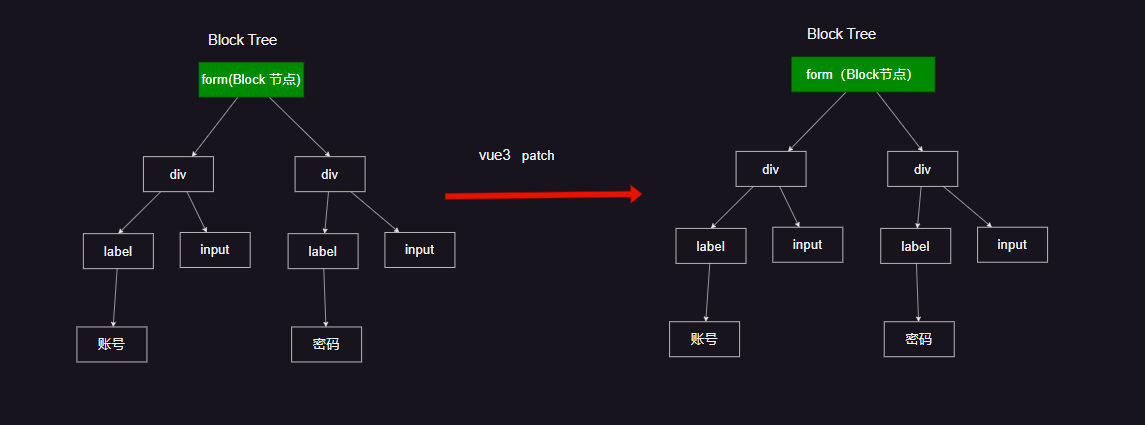 Block Tree
form(Block 节点)
div
div
label
input
label
input
账号
密码
vue3 patch
Block Tree
form（Block节点）
div
div
label
input
label
input
账号
密码